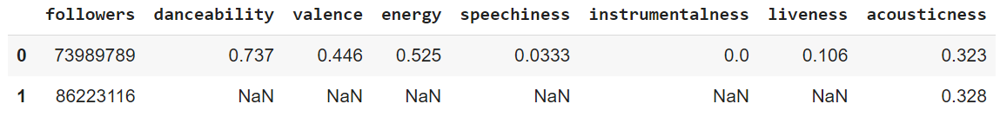 followers danceability valence energy speechiness instrumentalness liveness acousticness
0 73989789 0.737 0.446 0.525 0.0333 0.0 0.106 0.323
1 86223116 NaN NaN NaN NaN NaN NaN 0.328